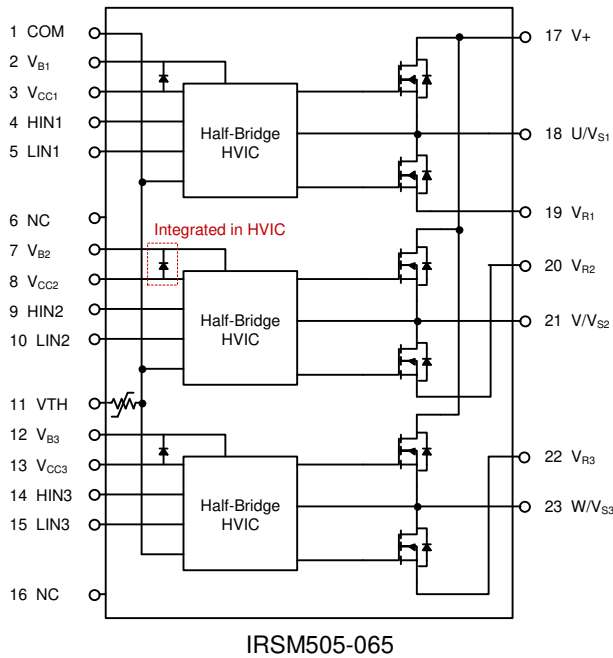 1 COM
2 VB1
3 VCC1
4 HIN1
5 LIN1
6 NC
7 VB2
8 VCC2
9 HIN2
10 LIN2
11 VTH
12 VB3
13 VCC3
14 HIN3
15 LIN3
16 NC
Half-Bridge
HVIC
Integrated in HVIC
Half-Bridge
HVIC
Half-Bridge
HVIC
17 V+
18 U/VS1
19 VR1
20 VR2
21 V/VS2
22 VR3
23 W/VS3
IRSM505-065